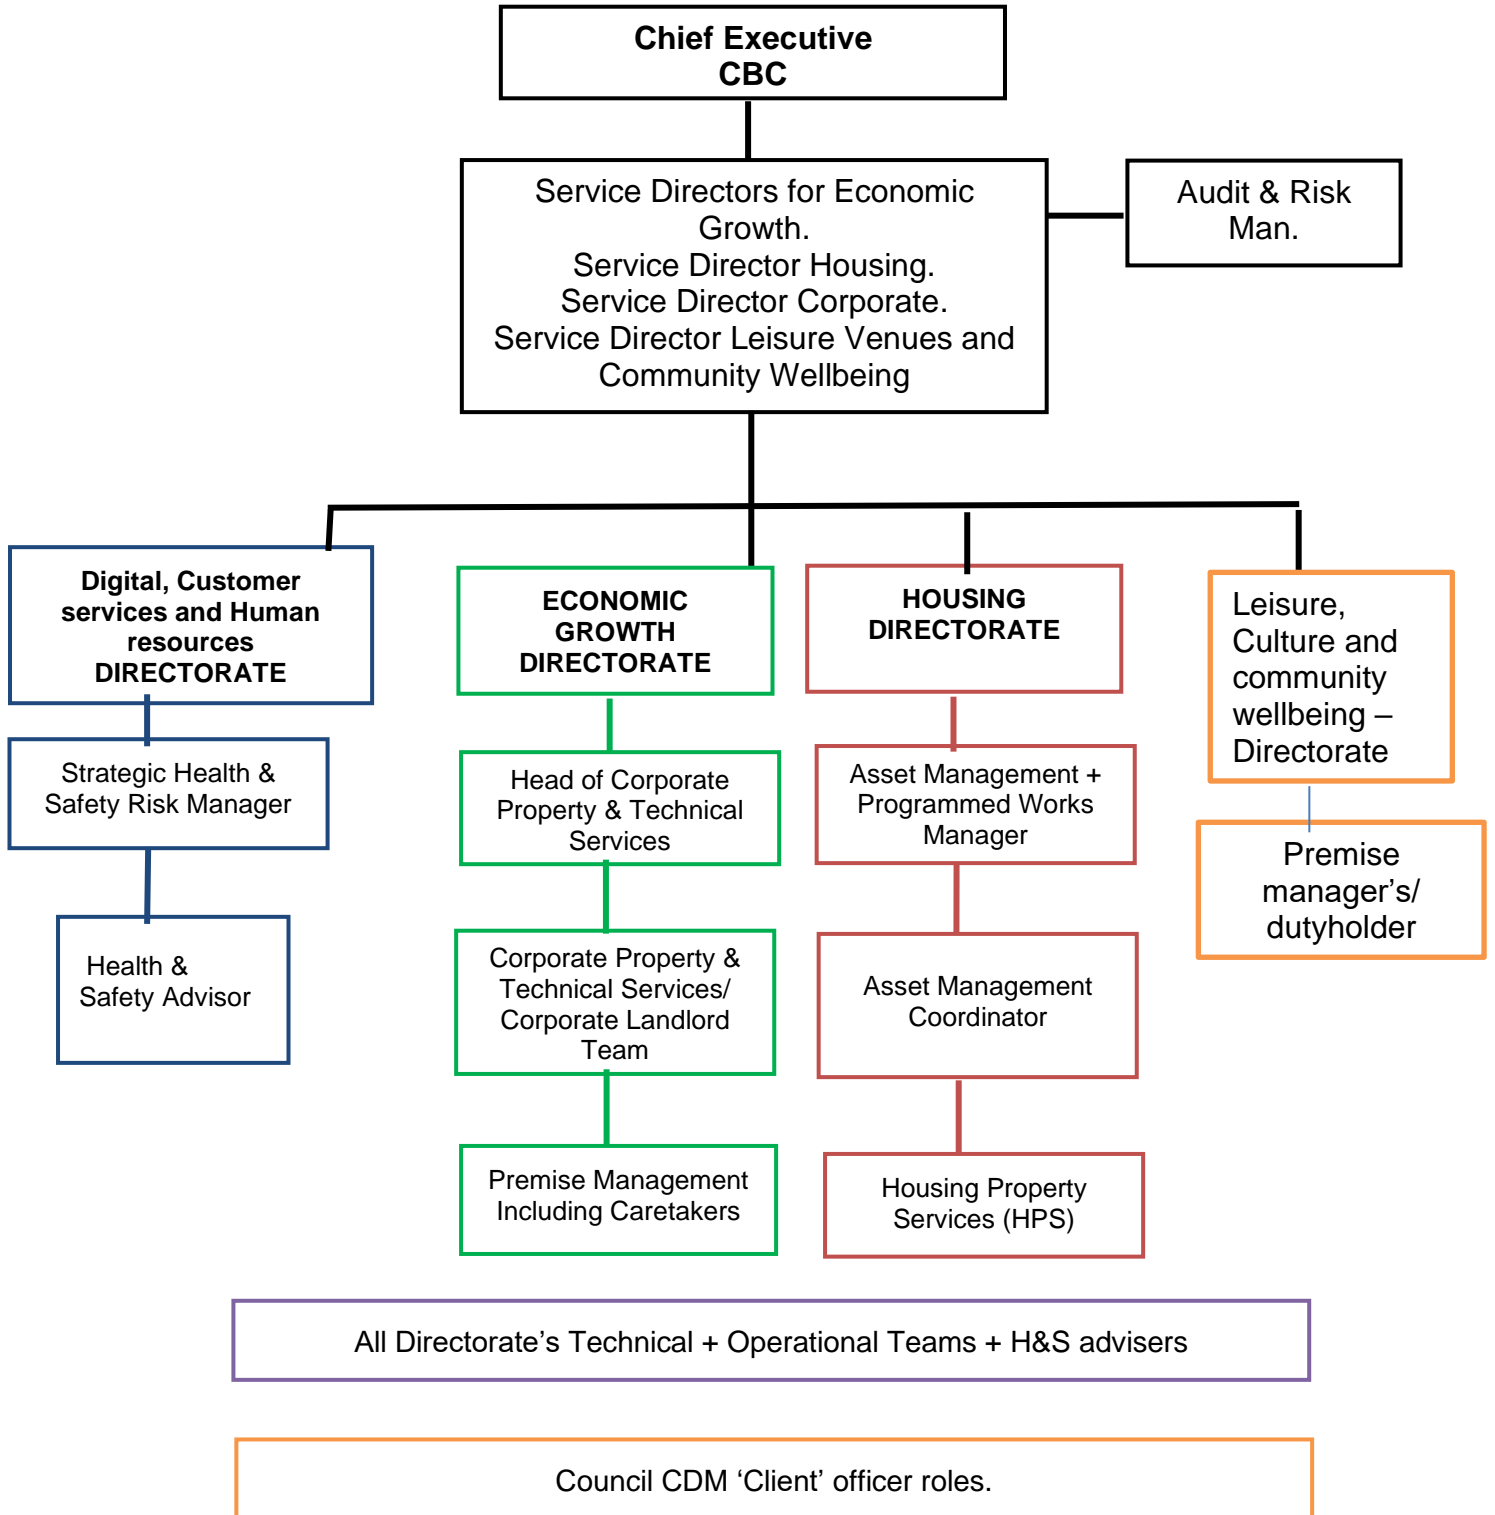 Chief Executive
CBC
Service Directors for Economic
Growth.
Service Director Housing.
Service Director Corporate.
Service Director Leisure Venues and
Community Wellbeing
Audit & Risk
Man.
Digital, Customer
services and Human
resources
DIRECTORATE
ECONOMIC
GROWTH
DIRECTORATE
HOUSING
DIRECTORATE
Leisure,
Culture and
community
wellbeing –
Directorate
Strategic Health &
Safety Risk Manager
Head of Corporate
Property & Technical
Services
Asset Management +
Programmed Works
Manager
Premise
manager’s/
dutyholder
Health &
Safety Advisor
Corporate Property &
Technical Services/
Corporate Landlord
Team
Asset Management
Coordinator
Premise Management
Including Caretakers
Housing Property
Services (HPS)
All Directorate’s Technical + Operational Teams + H&S advisers
Council CDM ‘Client’ officer roles.